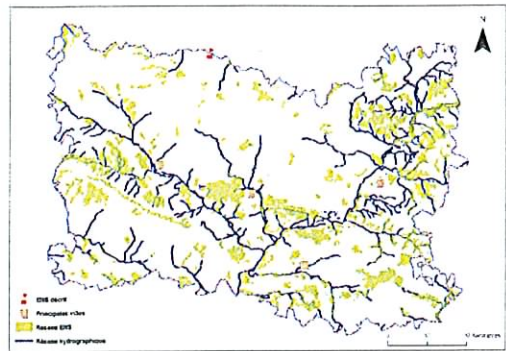 N
ENS décrit
Principales villes
Réseau ENS
Réseau hydrographique